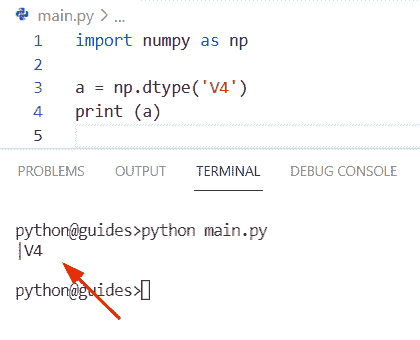 main.py > ...
1 import numpy as np
2
3 a = np.dtype('V4')
4 print (a)
5
PROBLEMS OUTPUT TERMINAL DEBUG CONSOLE
python@guides>python main.py
|V4
python@guides>